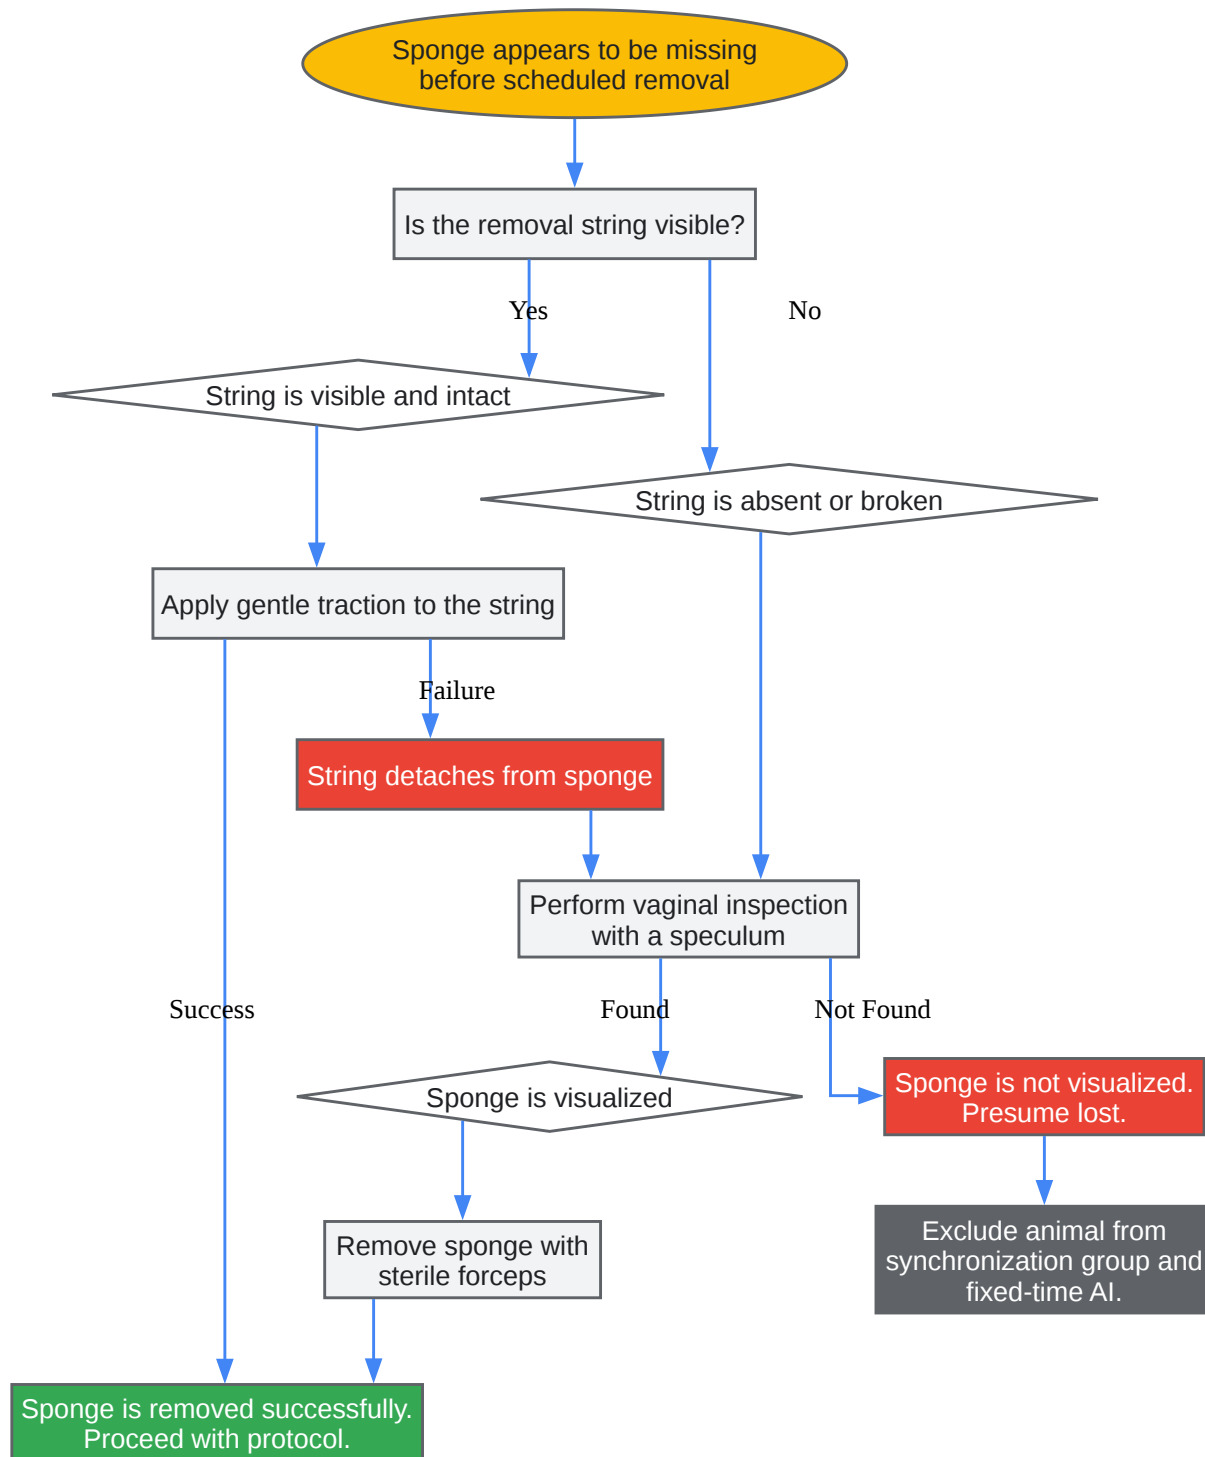 Sponge appears to be missing
before scheduled removal
Is the removal string visible?
Yes
No
String is visible and intact
String is absent or broken
Apply gentle traction to the string
Failure
String detaches from sponge
Perform vaginal inspection
with a speculum
Success
Found
Not Found
Sponge is visualized
Sponge is not visualized.
Presume lost.
Remove sponge with
sterile forceps
Exclude animal from
synchronization group and
fixed-time AI.
Sponge is removed successfully.
Proceed with protocol.